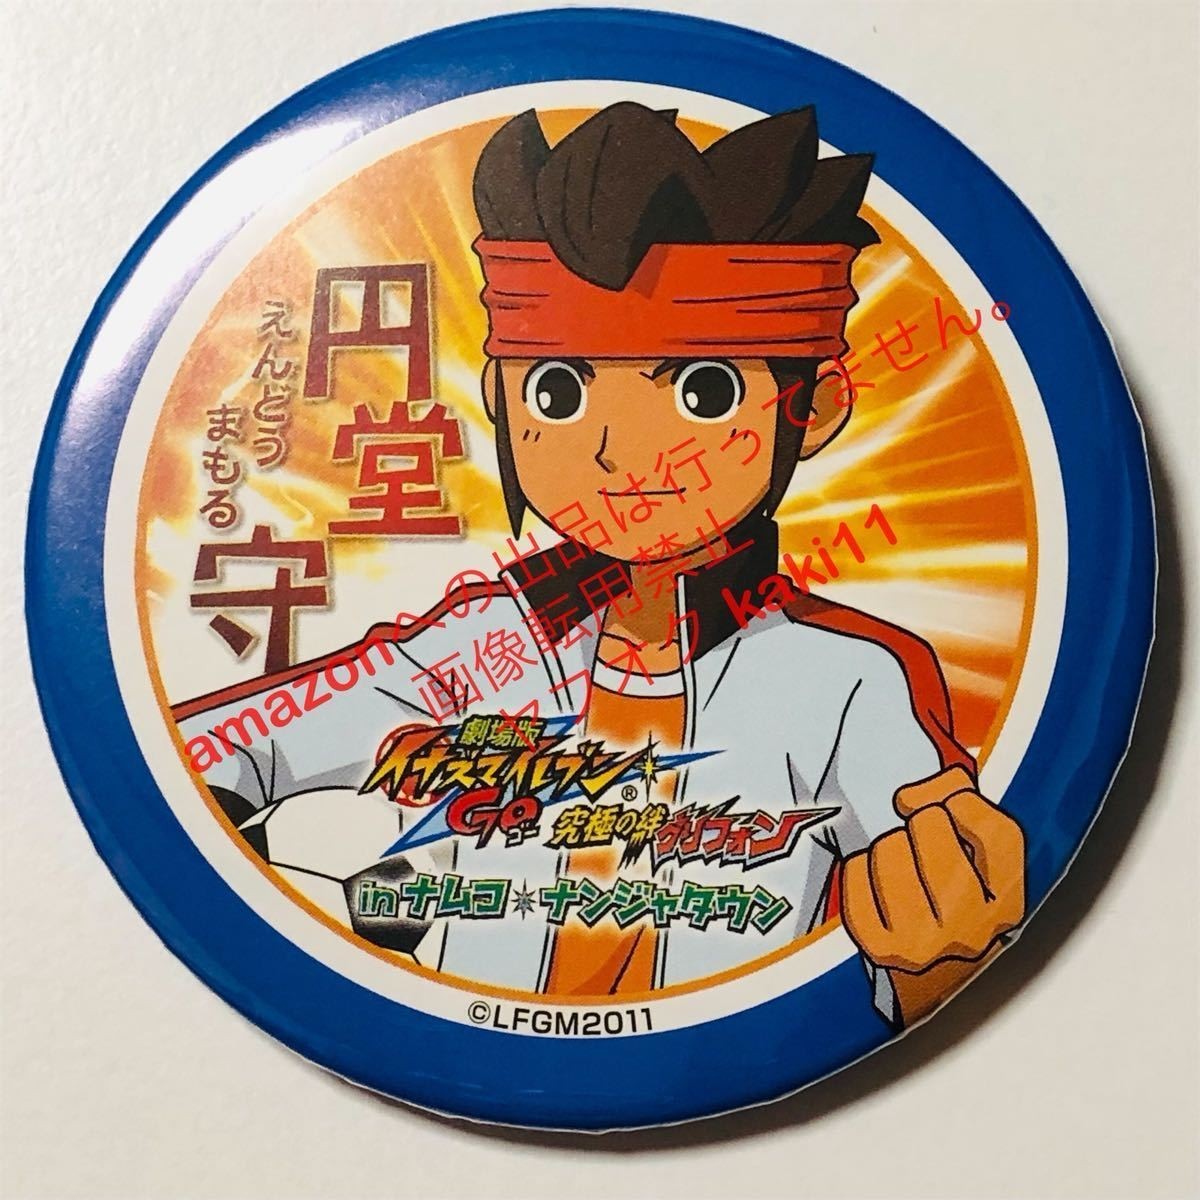 円堂守
えんどう
まもる
劇場版
イナズマイレブン
GO ゴー
究極の絆グリフォン
®
in ナムコ・ナンジャタウン
©LFGM2011
amazonへの出品は行ってません。
画像転用禁止
ヤフオク kaki11